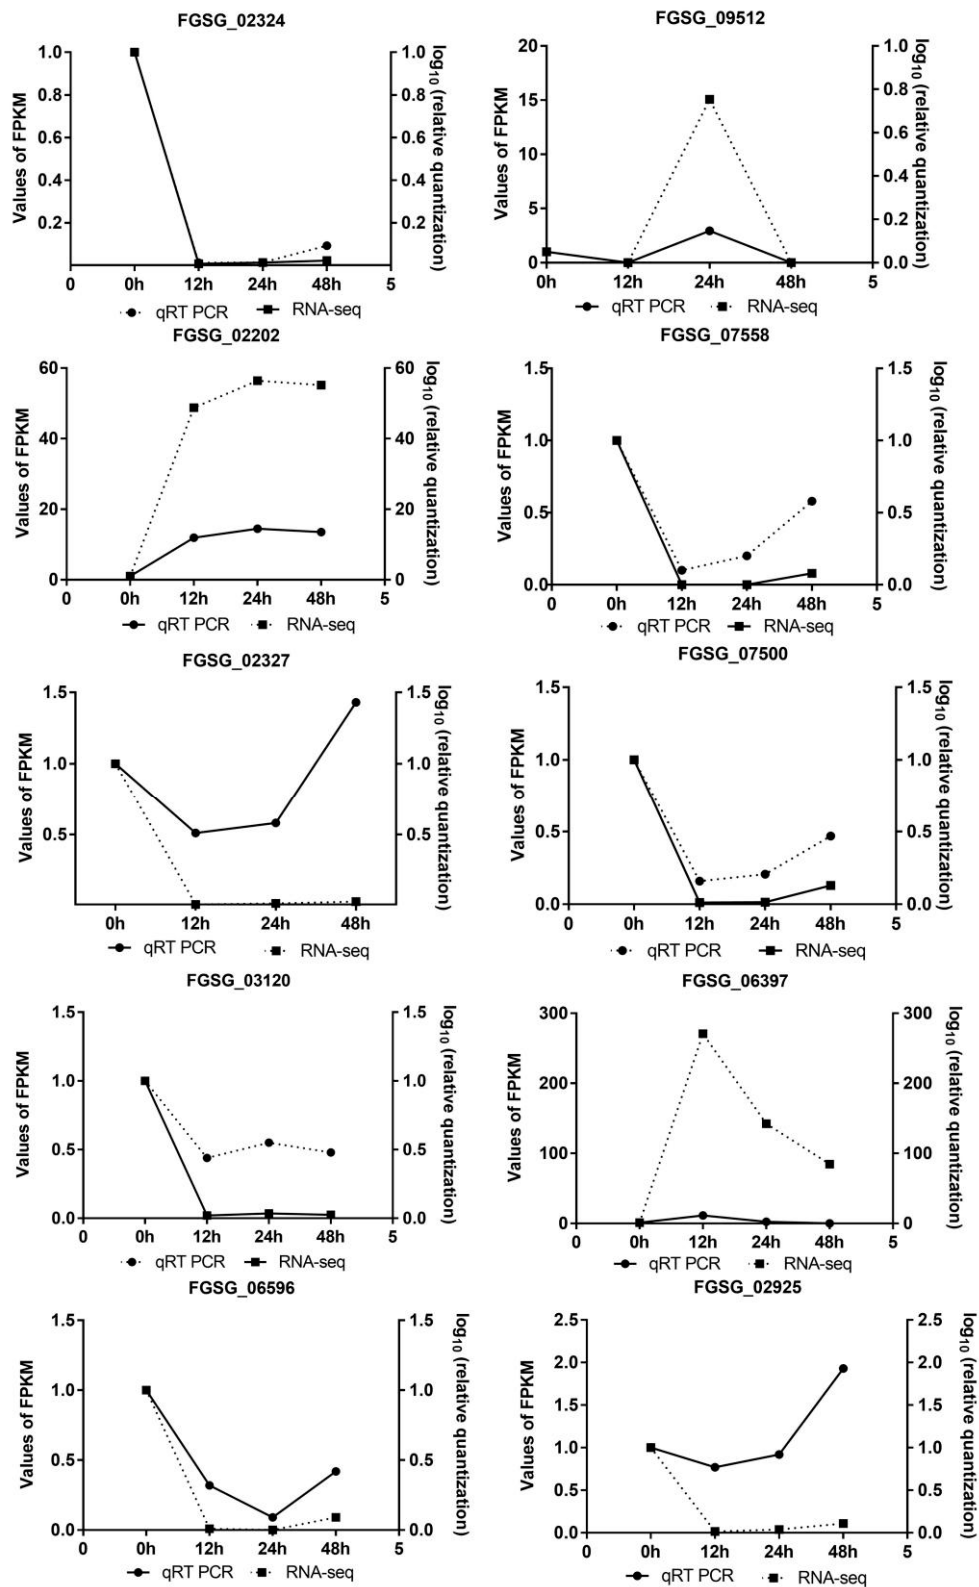 FGSG_02324
Values of FPKM
1.0
0.8
0.6
0.4
0.2
1.0
0.8
0.6
0.4
0.2
log10 (relative quantization)
0 0h 12h 24h 48h 5
qRT PCR RNA-seq
FGSG_09512
Values of FPKM
20
15
10
5
0
1.0
0.8
0.6
0.4
0.2
0.0
log10 (relative quantization)
0h 12h 24h 48h 5
qRT PCR RNA-seq
FGSG_02202
Values of FPKM
60
40
20
0
60
40
20
0
log10 (relative quantization)
0 0h 12h 24h 48h 5
qRT PCR RNA-seq
FGSG_07558
Values of FPKM
1.5
1.0
0.5
0.0
1.5
1.0
0.5
0.0
log10 (relative quantization)
0 0h 12h 24h 48h 5
qRT PCR RNA-seq
FGSG_02327
Values of FPKM
1.5
1.0
0.5
1.5
1.0
0.5
log10 (relative quantization)
0h 12h 24h 48h
qRT PCR RNA-seq
FGSG_07500
Values of FPKM
1.5
1.0
0.5
0.0
1.5
1.0
0.5
0.0
log10 (relative quantization)
0 0h 12h 24h 48h 5
qRT PCR RNA-seq
FGSG_03120
Values of FPKM
1.5
1.0
0.5
0.0
1.5
1.0
0.5
0.0
log10 (relative quantization)
0 0h 12h 24h 48h 5
qRT PCR RNA-seq
FGSG_06397
Values of FPKM
300
200
100
0
300
200
100
0
log10 (relative quantization)
0 0h 12h 24h 48h 5
qRT PCR RNA-seq
FGSG_06596
Values of FPKM
1.5
1.0
0.5
0.0
1.5
1.0
0.5
0.0
log10 (relative quantization)
0 0h 12h 24h 48h 5
qRT PCR RNA-seq
FGSG_02925
Values of FPKM
2.5
2.0
1.5
1.0
0.5
0.0
2.5
2.0
1.5
1.0
0.5
0.0
log10 (relative quantization)
0 0h 12h 24h 48h 5
qRT PCR RNA-seq